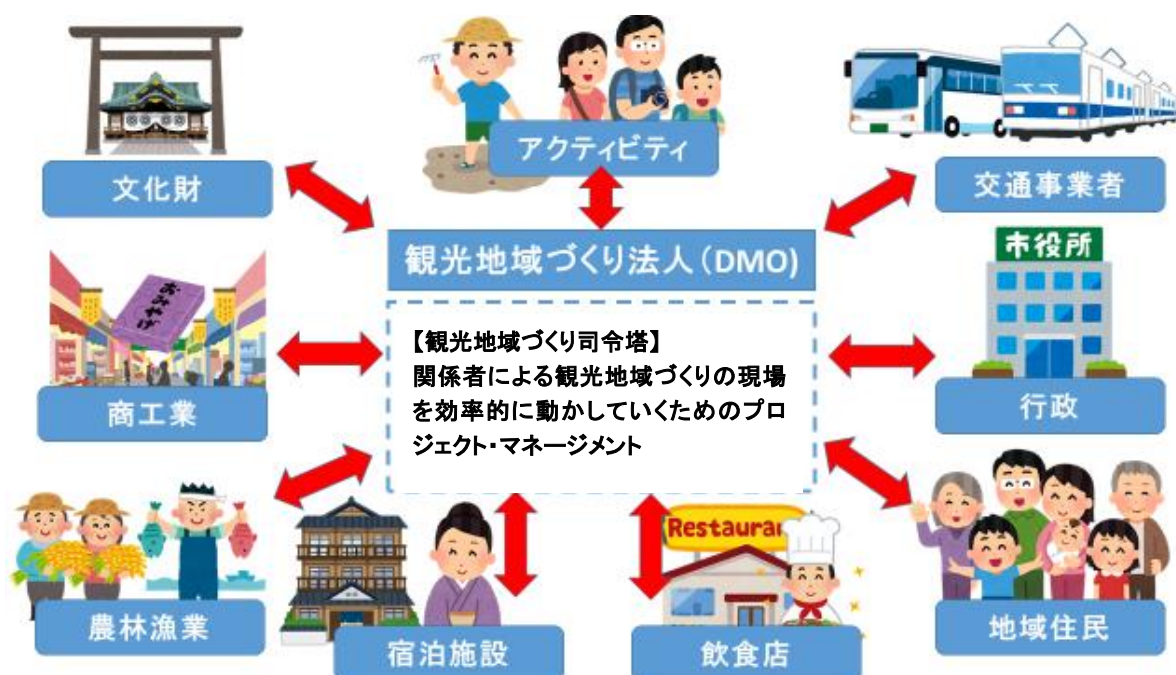 文化財
アクティビティ
交通事業者
観光地域づくり法人(DMO)
【観光地域づくり司令塔】
関係者による観光地域づくりの現場
を効率的に動かしていくためのプロ
ジェクト・マネージメント
おみやげ
商工業
市役所
行政
農林漁業
宿泊施設
Restauran
飲食店
地域住民